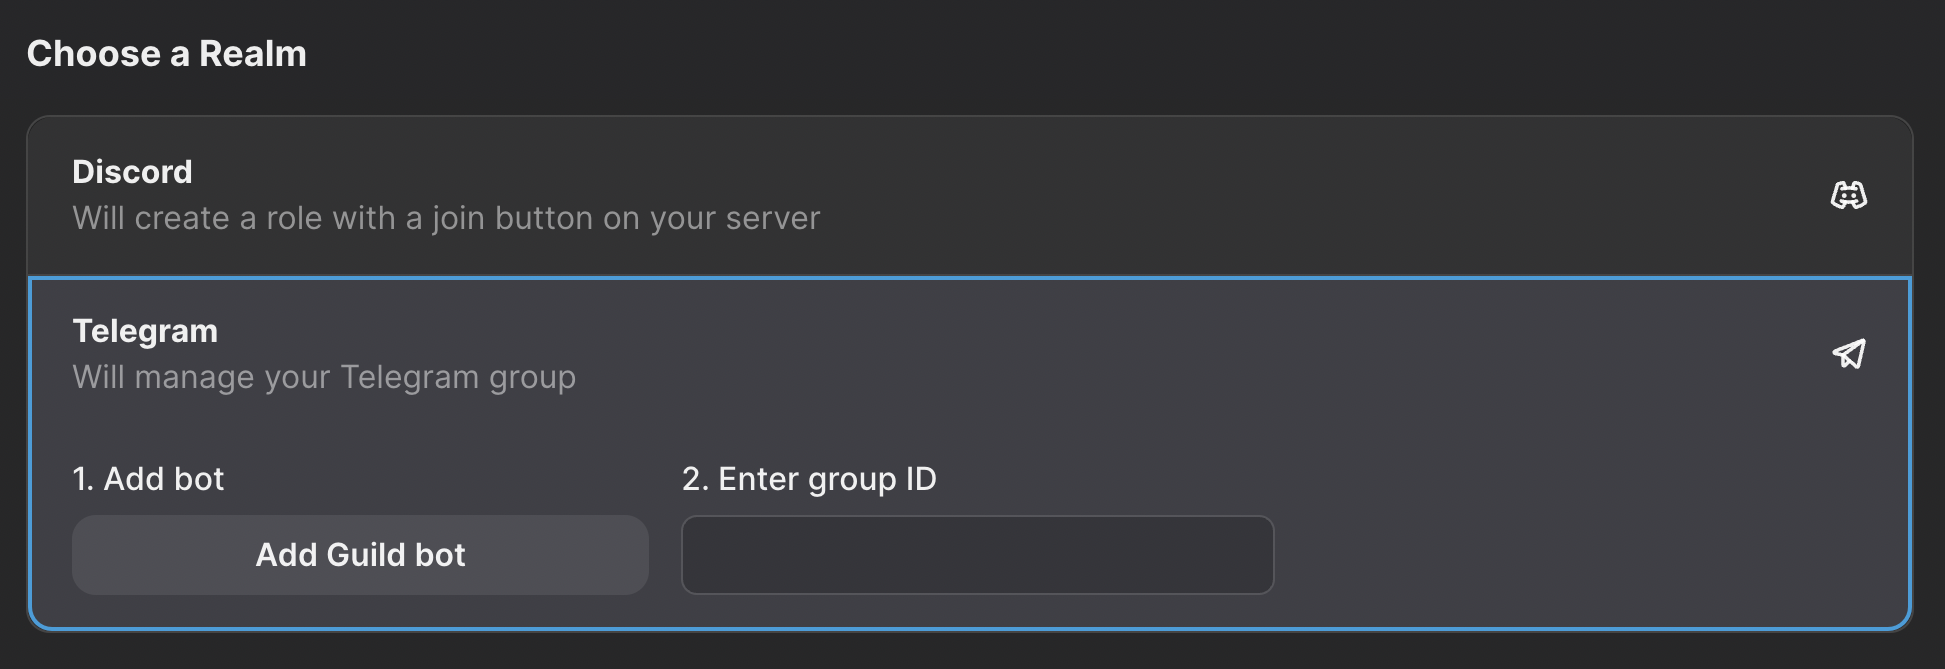 Choose a Realm
Discord
Will create a role with a join button on your server
Telegram
Will manage your Telegram group
1. Add bot
2. Enter group ID
Add Guild bot